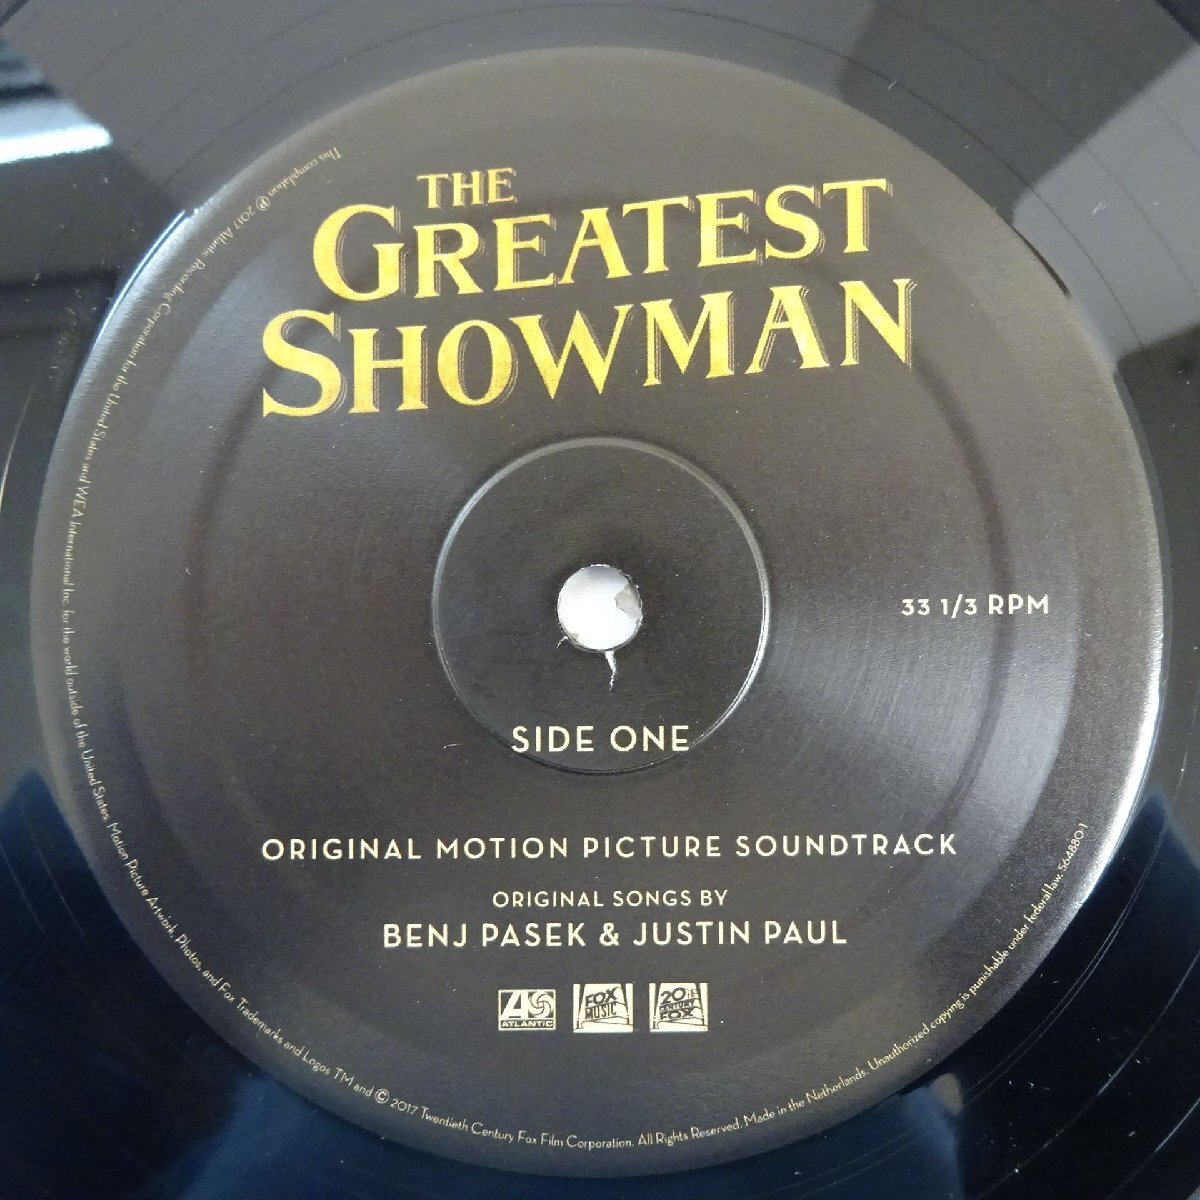 THE
GREATEST
SHOWMAN
33 1/3 RPM
SIDE ONE
ORIGINAL MOTION PICTURE SOUNDTRACK
ORIGINAL SONGS BY
BENJ PASEK & JUSTIN PAUL
ATLANTIC
FOX MUSIC
20TH CENTURY FOX
This compilation ℗ 2017 Atlantic Recording Corporation for the United States and WEA International Inc. for the world outside of the United States. Motion Picture Artwork, Photos, and Fox Trademarks and Logos TM and © 2017 Twentieth Century Fox Film Corporation. All Rights Reserved. Made in the Netherlands. Unauthorized copying is punishable under federal law. 564880-1